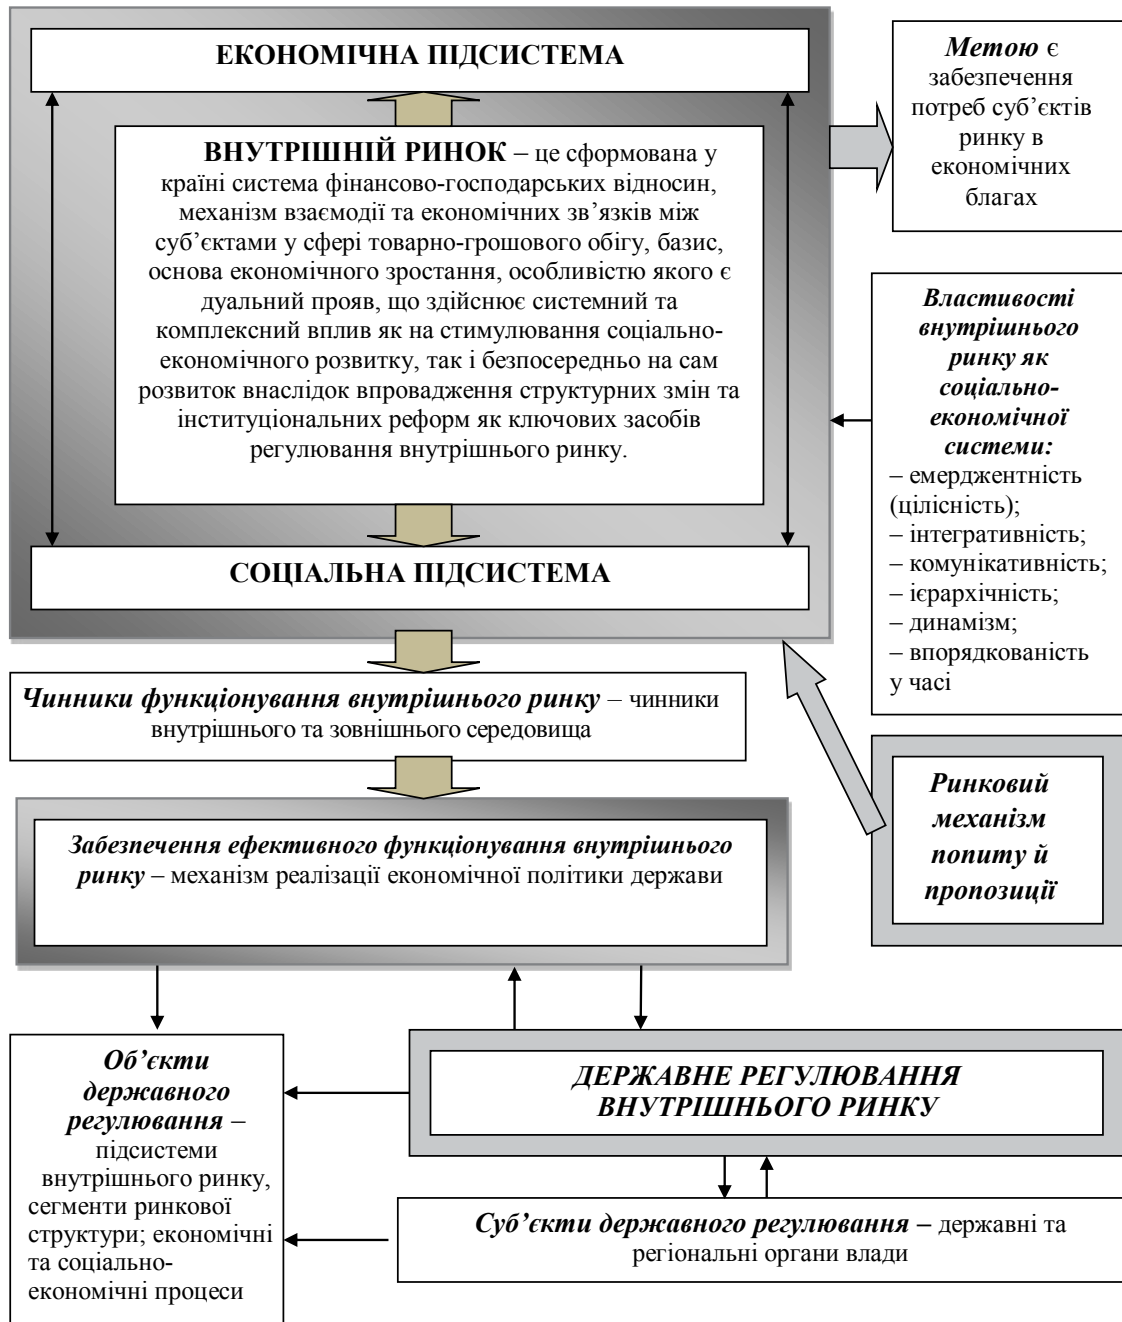 ЕКОНОМІЧНА ПІДСИСТЕМА
ВНУТРІШНІЙ РИНОК – це сформована у
країні система фінансово-господарських відносин,
механізм взаємодії та економічних зв’язків між
суб’єктами у сфері товарно-грошового обігу, базис,
основа економічного зростання, особливістю якого є
дуальний прояв, що здійснює системний та
комплексний вплив як на стимулювання соціально-
економічного розвитку, так і безпосередньо на сам
розвиток внаслідок впровадження структурних змін та
інституціональних реформ як ключових засобів
регулювання внутрішнього ринку.
СОЦІАЛЬНА ПІДСИСТЕМА
Метою є
забезпечення
потреб суб’єктів
ринку в
економічних
благах
Властивості
внутрішнього
ринку як
соціально-
економічної
системи:
– емерджентність
(цілісність);
– інтегративність;
– комунікативність;
– ієрархічність;
– динамізм;
– впорядкованість
у часі
Чинники функціонування внутрішнього ринку – чинники
внутрішнього та зовнішнього середовища
Ринковий
механізм
попиту й
пропозиції
Забезпечення ефективного функціонування внутрішнього
ринку – механізм реалізації економічної політики держави
Об’єкти
державного
регулювання –
підсистеми
внутрішнього ринку,
сегменти ринкової
структури; економічні
та соціально-
економічні процеси
ДЕРЖАВНЕ РЕГУЛЮВАННЯ
ВНУТРІШНЬОГО РИНКУ
Суб’єкти державного регулювання – державні та
регіональні органи влади